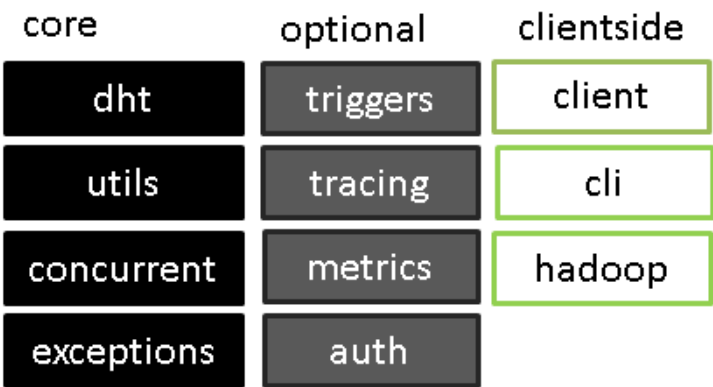 core optional clientside
dht triggers client
utils tracing cli
concurrent metrics hadoop
exceptions auth